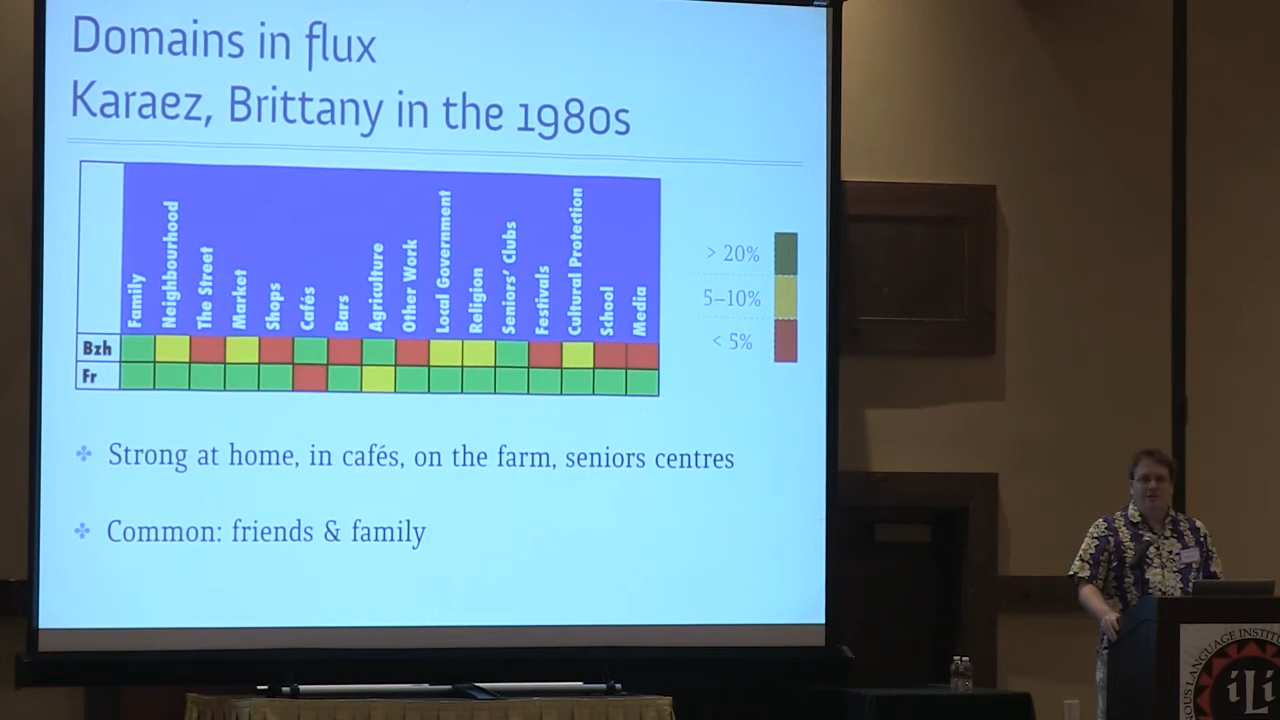 Domains in flux
Karaez, Brittany in the 1980s
Family
Neighbourhood
The Street
Market
Shops
Cafés
Bars
Agriculture
Other Work
Local Government
Religion
Seniors' Clubs
Festivals
Cultural Protection
School
Media
Bzh
Fr
> 20%
5–10%
< 5%
Strong at home, in cafés, on the farm, seniors centres
Common: friends & family
LANGUAGE
iLi